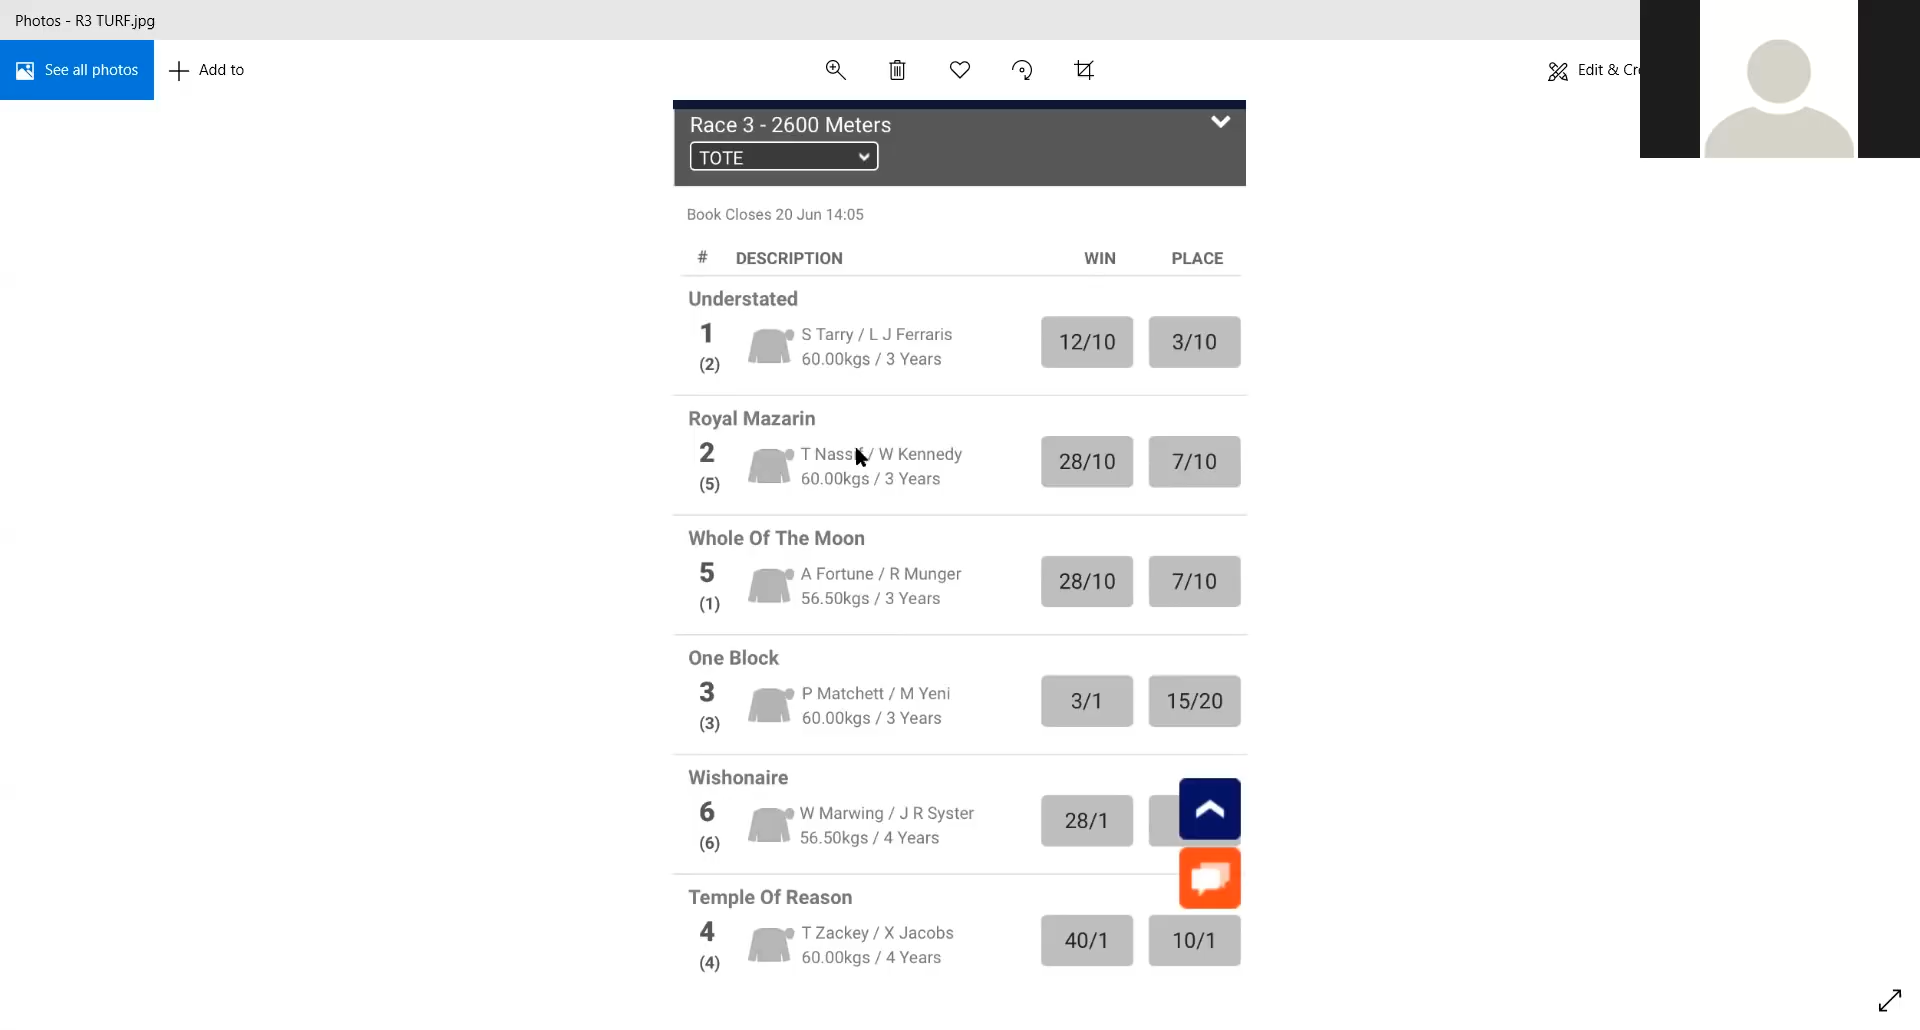 Photos - R3 TURF.jpg
See all photos
Add to
Race 3 - 2600 Meters
TOTE
Book Closes 20 Jun 14:05
# DESCRIPTION WIN PLACE
Understated
1 S Tarry / L J Ferraris 12/10 3/10
(2) 60.00kgs / 3 Years
Royal Mazarin
2 T Nassif / W Kennedy 28/10 7/10
(5) 60.00kgs / 3 Years
Whole Of The Moon
5 A Fortune / R Munger 28/10 7/10
(1) 56.50kgs / 3 Years
One Block
3 P Matchett / M Yeni 3/1 15/20
(3) 60.00kgs / 3 Years
Wishonaire
6 W Marwing / J R Syster 28/1
(6) 56.50kgs / 4 Years
Temple Of Reason
4 T Zackey / X Jacobs 40/1 10/1
(4) 60.00kgs / 4 Years
Edit &